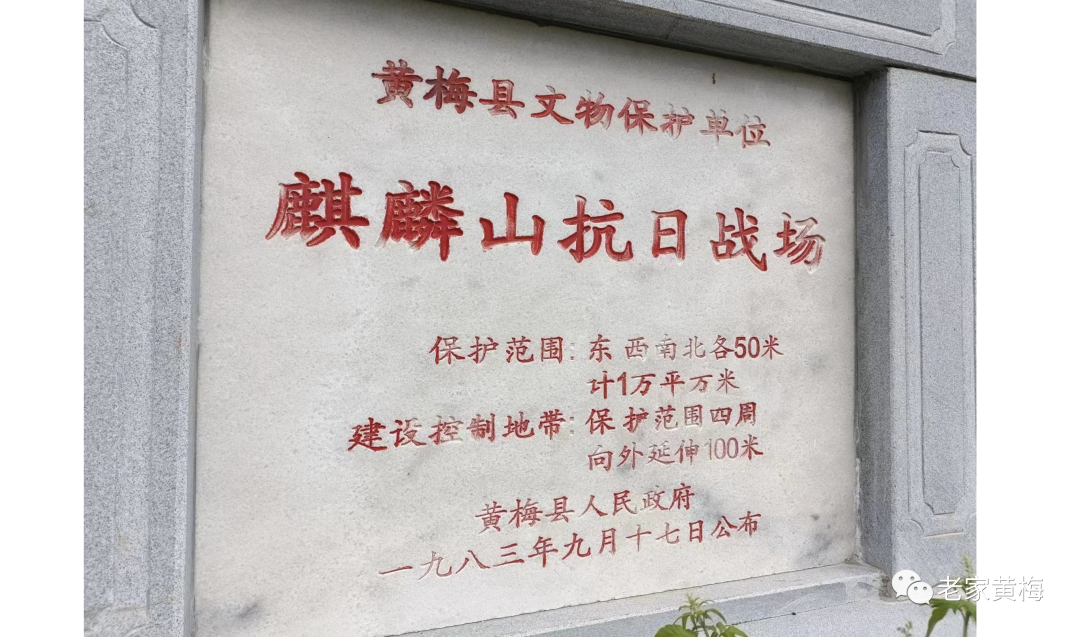 黄梅县文物保护单位
麒麟山抗日战场
保护范围:东西南北各50米
计1万平万米
建设控制地带:保护范围四周
向外延伸100米
黄梅县人民政府
一九八三年九月十七日公布
老家黄梅